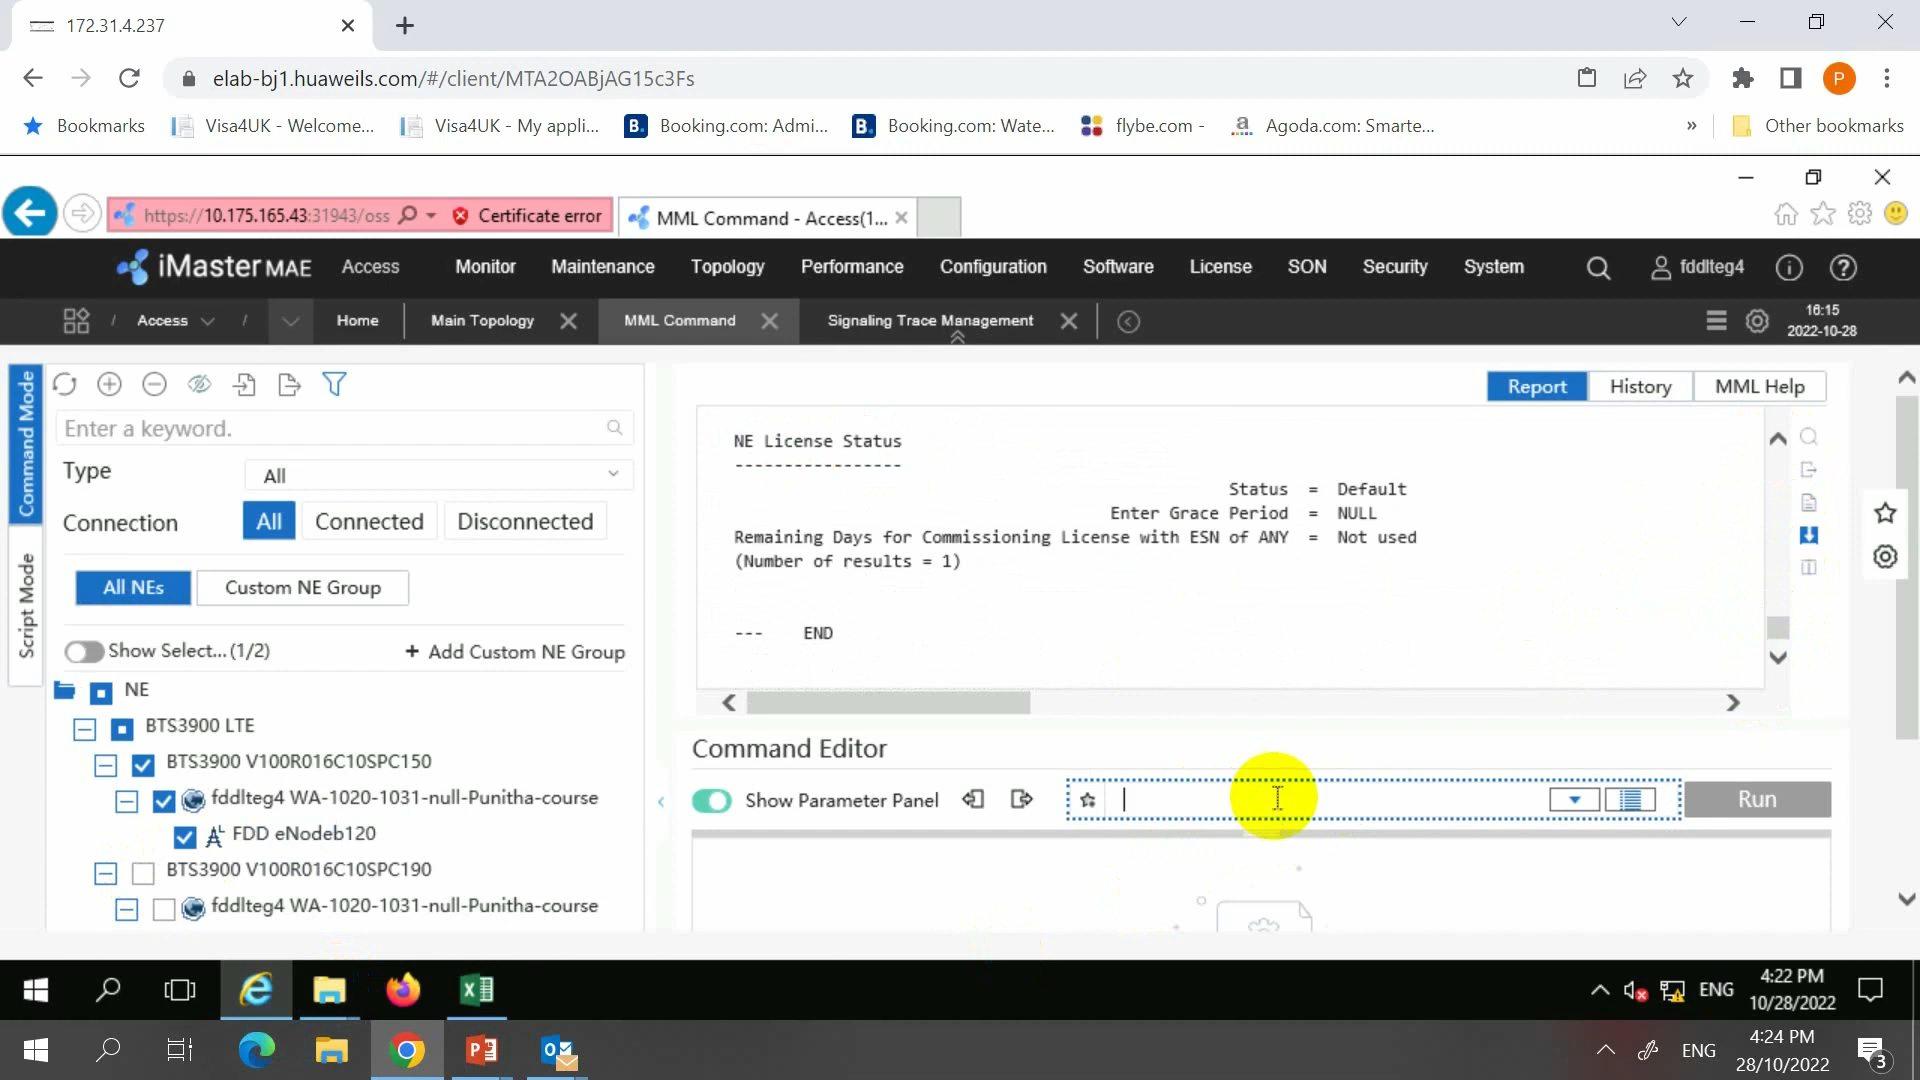 172.31.4.237
elab-bj1.huaweils.com/#/client/MTA2OABjAG15c3Fs
P
Bookmarks
Visa4UK - Welcome...
Visa4UK - My appli...
B. Booking.com: Admi...
B. Booking.com: Wate...
flybe.com -
a Agoda.com: Smarte...
»
Other bookmarks
https://10.175.165.43:31943/oss
Certificate error
MML Command - Access(1...
iMaster MAE
Access
Monitor
Maintenance
Topology
Performance
Configuration
Software
License
SON
Security
System
fddlteg4
/ Access /
Home
Main Topology
MML Command
Signaling Trace Management
16:15
2022-10-28
Command Mode
Script Mode
Enter a keyword.
Type
All
Connection
All
Connected
Disconnected
All NEs
Custom NE Group
Show Select... (1/2)
+ Add Custom NE Group
NE
BTS3900 LTE
BTS3900 V100R016C10SPC150
fddlteg4 WA-1020-1031-null-Punitha-course
FDD eNodeb120
BTS3900 V100R016C10SPC190
fddlteg4 WA-1020-1031-null-Punitha-course
Report
History
MML Help
NE License Status
-----------------
Status = Default
Enter Grace Period = NULL
Remaining Days for Commissioning License with ESN of ANY = Not used
(Number of results = 1)
--- END
Command Editor
Show Parameter Panel
Run
ENG
4:22 PM
10/28/2022
ENG
4:24 PM
28/10/2022
3